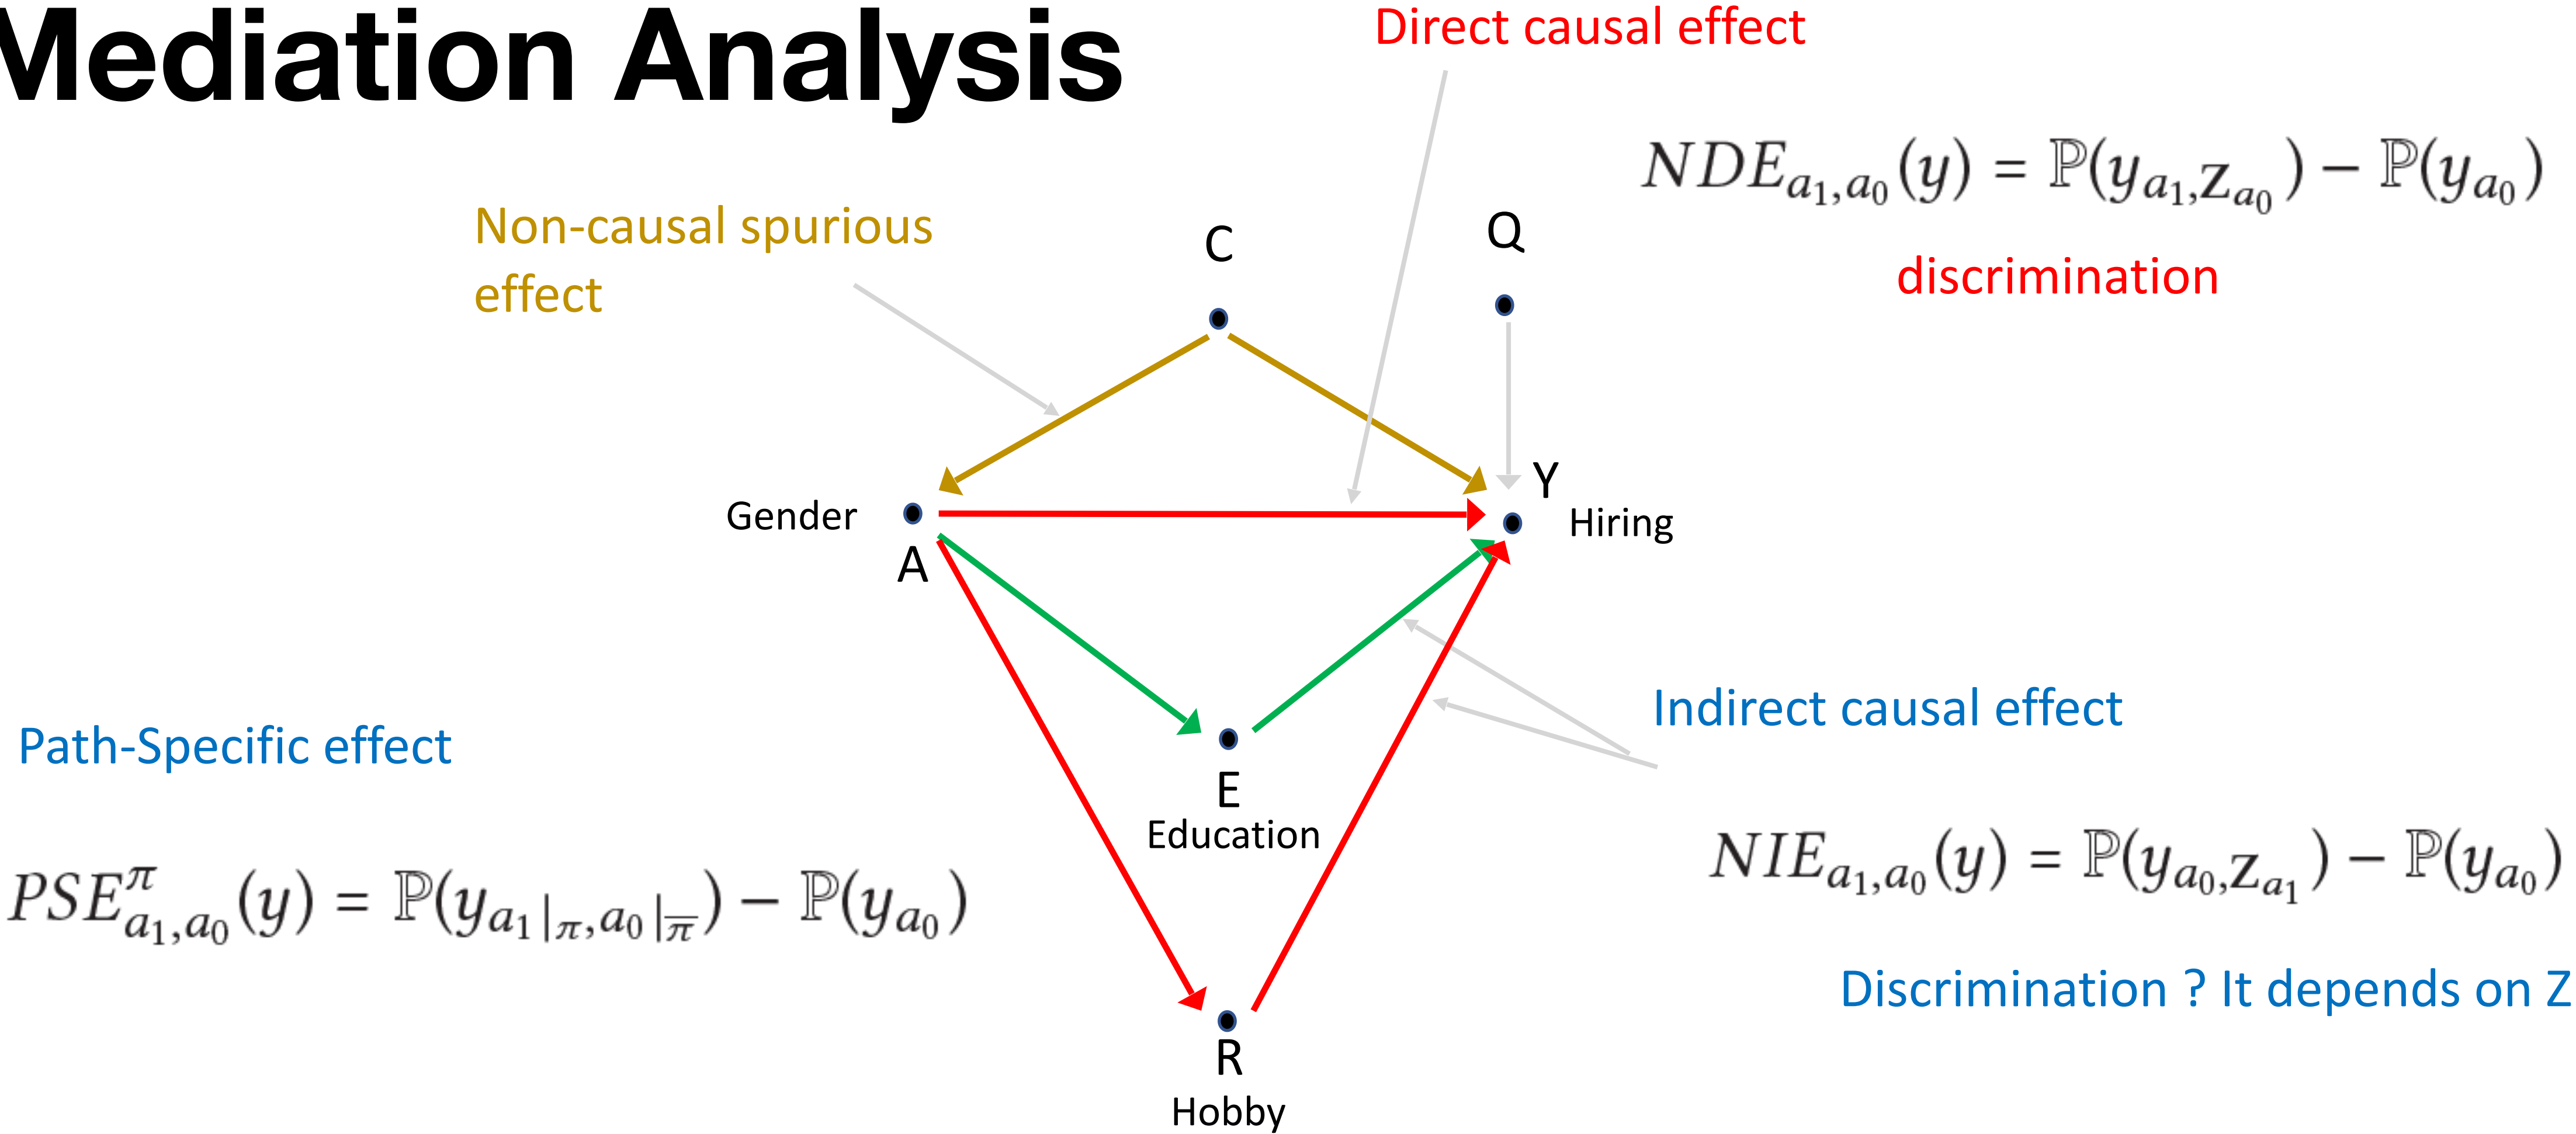 Mediation Analysis
Direct causal effect
NDE_{a_1,a_0}(y) = ℙ(y_{a_1,Z_{a_0}}) − ℙ(y_{a_0})
discrimination
Non-causal spurious
effect
C
Q
Y
Gender
Hiring
A
Path-Specific effect
Indirect causal effect
E
Education
PSE^π_{a_1,a_0}(y) = ℙ(y_{a_1|_π,a_0|_{\overline{π}}}) − ℙ(y_{a_0})
NIE_{a_1,a_0}(y) = ℙ(y_{a_0,Z_{a_1}}) − ℙ(y_{a_0})
Discrimination ? It depends on Z
R
Hobby